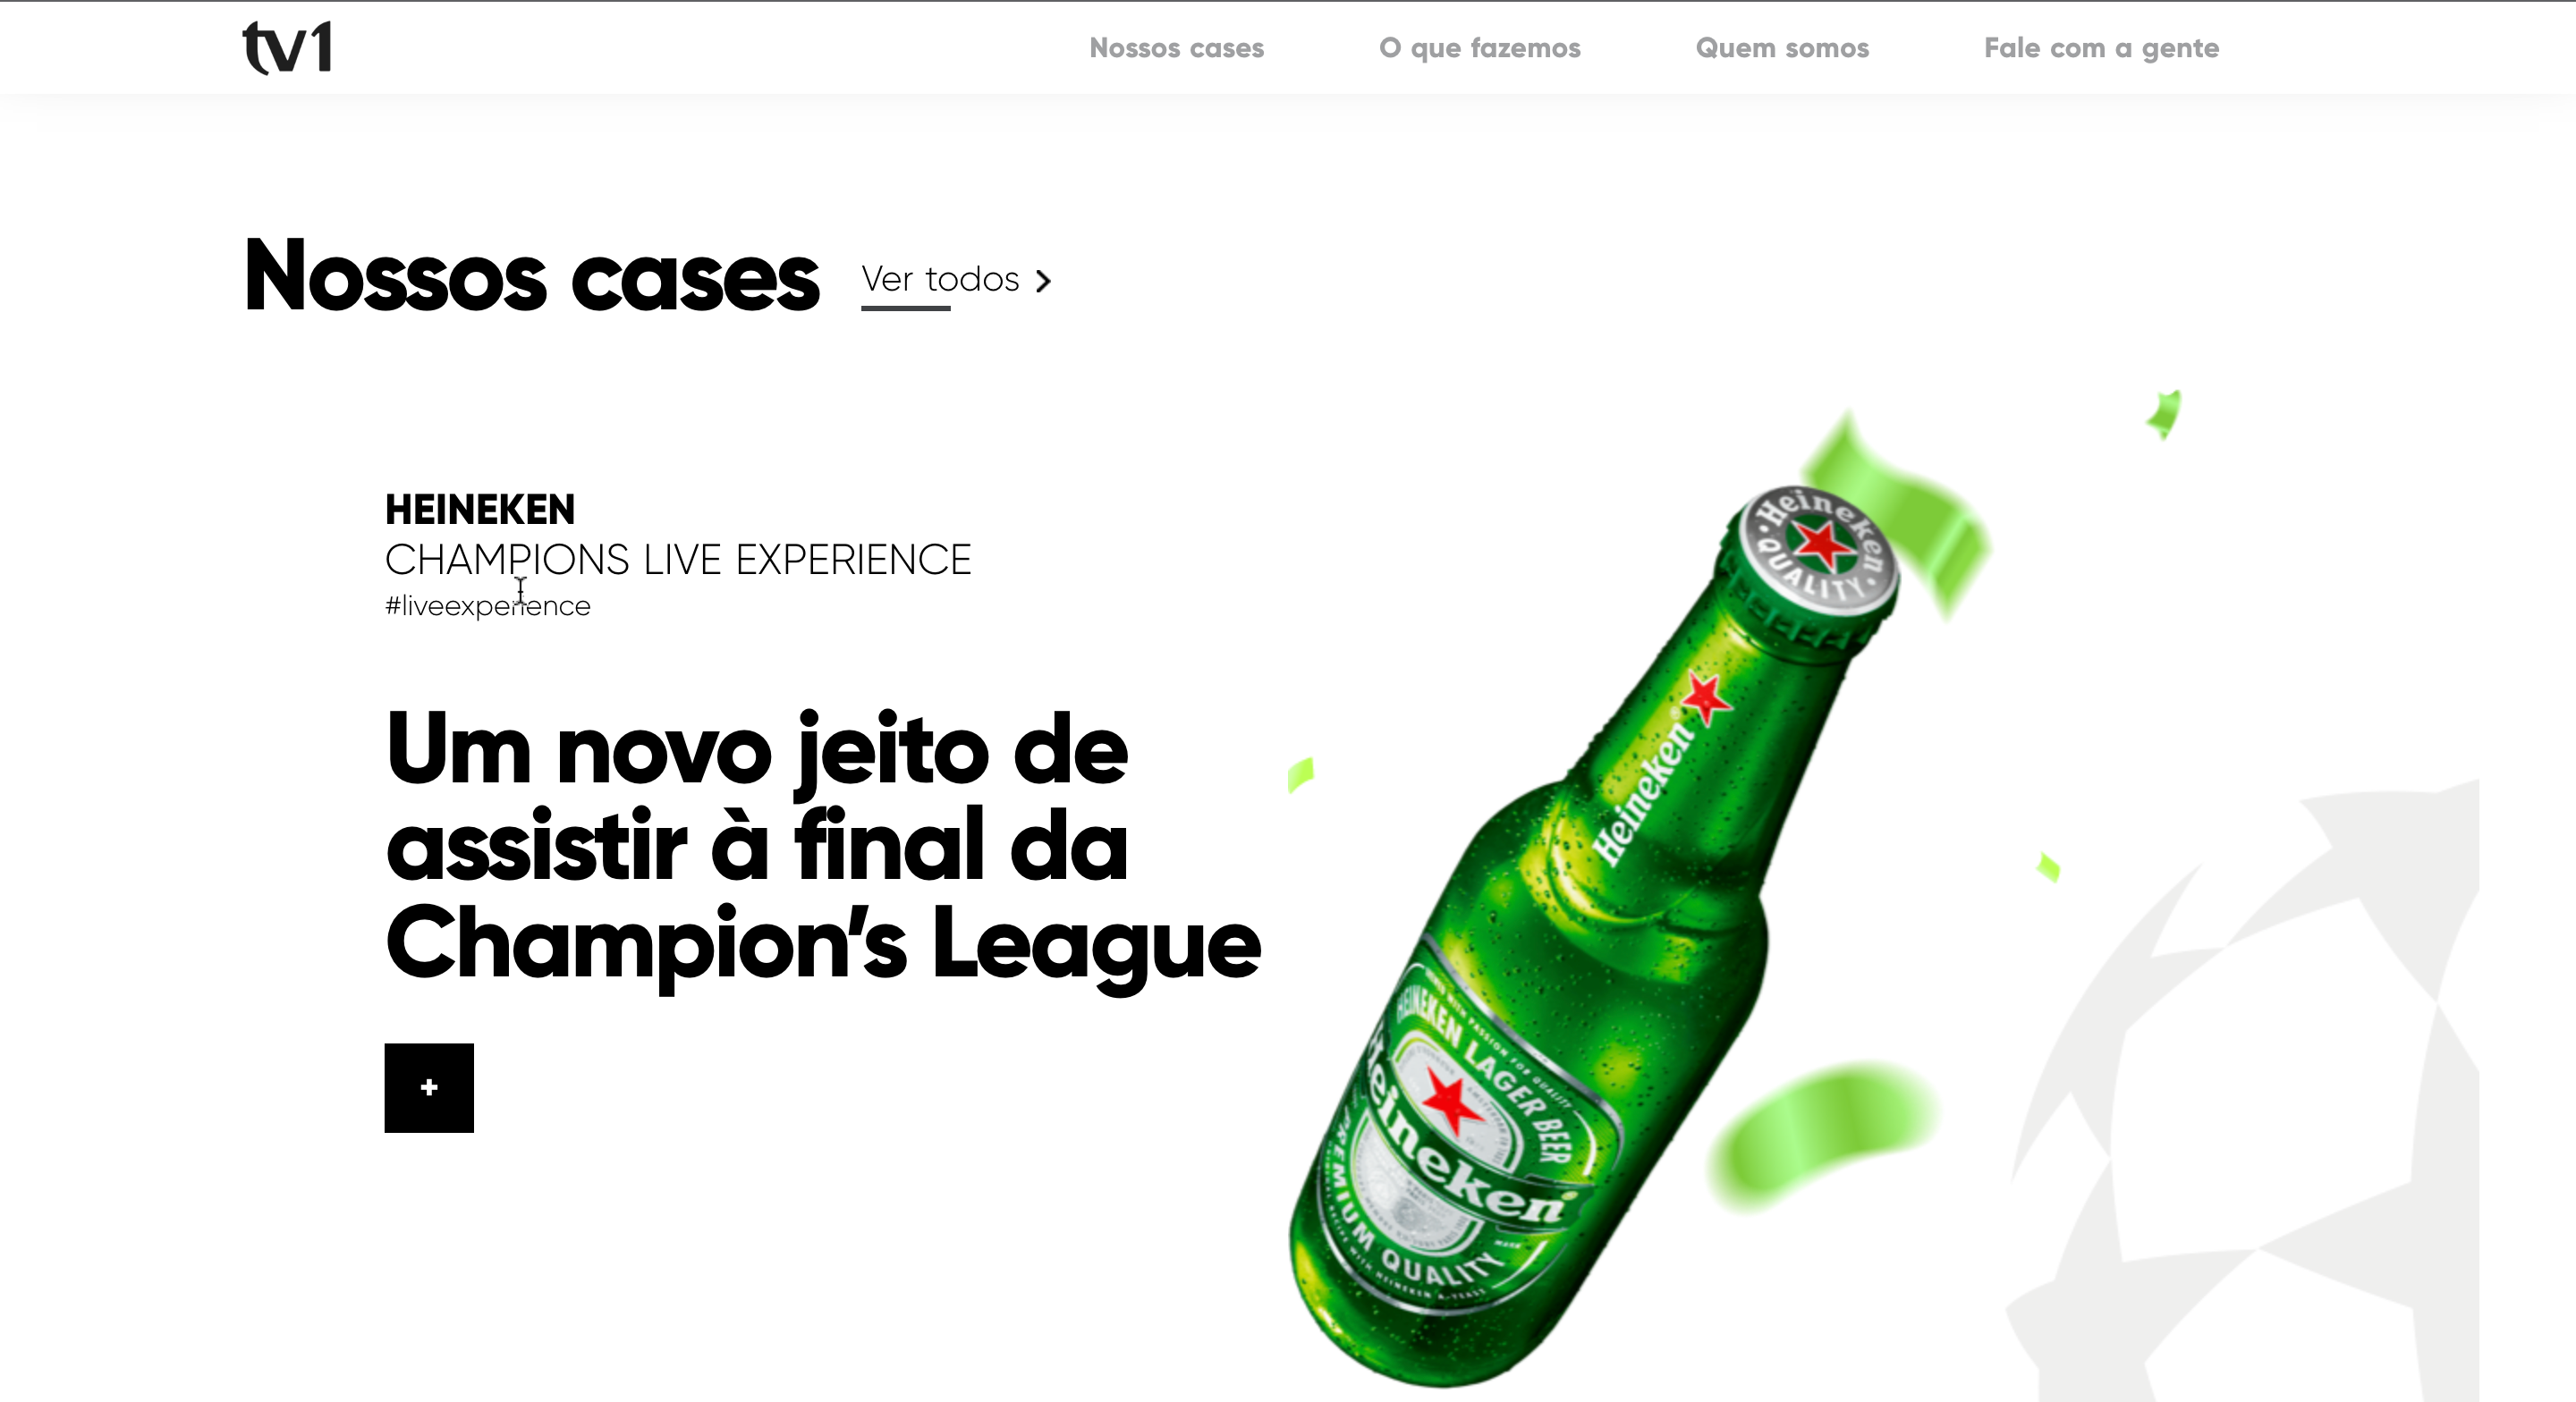 tv1
Nossos cases
O que fazemos
Quem somos
Fale com a gente
Nossos cases
Ver todos
HEINEKEN
CHAMPIONS LIVE EXPERIENCE
#liveexperience
Um novo jeito de
assistir à final da
Champion’s League
+
Heineken
QUALITY
Heineken
HEINEKEN LAGER BEER
Heineken
PREMIUM QUALITY